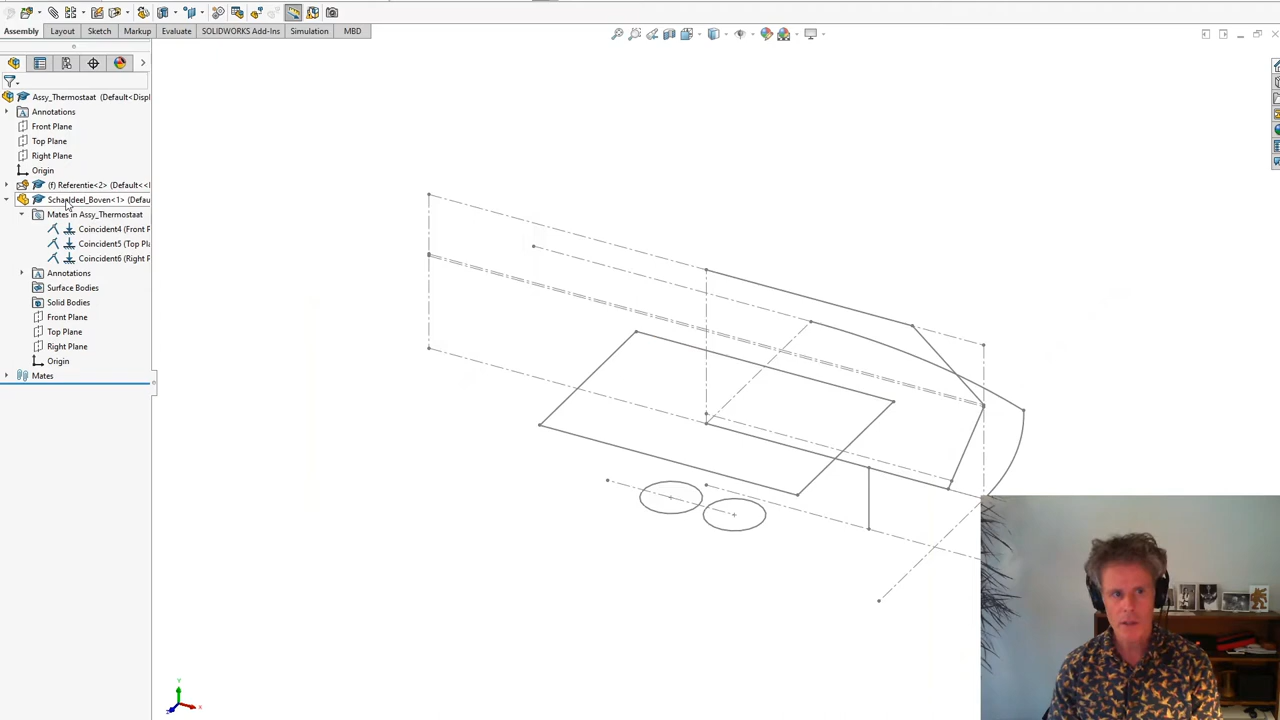 Assembly Layout Sketch Markup Evaluate SOLIDWORKS Add-Ins Simulation MBD
Assy_Thermostaat (Default<Displ
Annotations
Front Plane
Top Plane
Right Plane
Origin
(f) Referentie<2> (Default<<
Schaaldeel_Boven<1> (Defau
Mates in Assy_Thermostaat
Coincident4 (Front P
Coincident5 (Top Pla
Coincident6 (Right P
Annotations
Surface Bodies
Solid Bodies
Front Plane
Top Plane
Right Plane
Origin
Mates
Y
X
Z